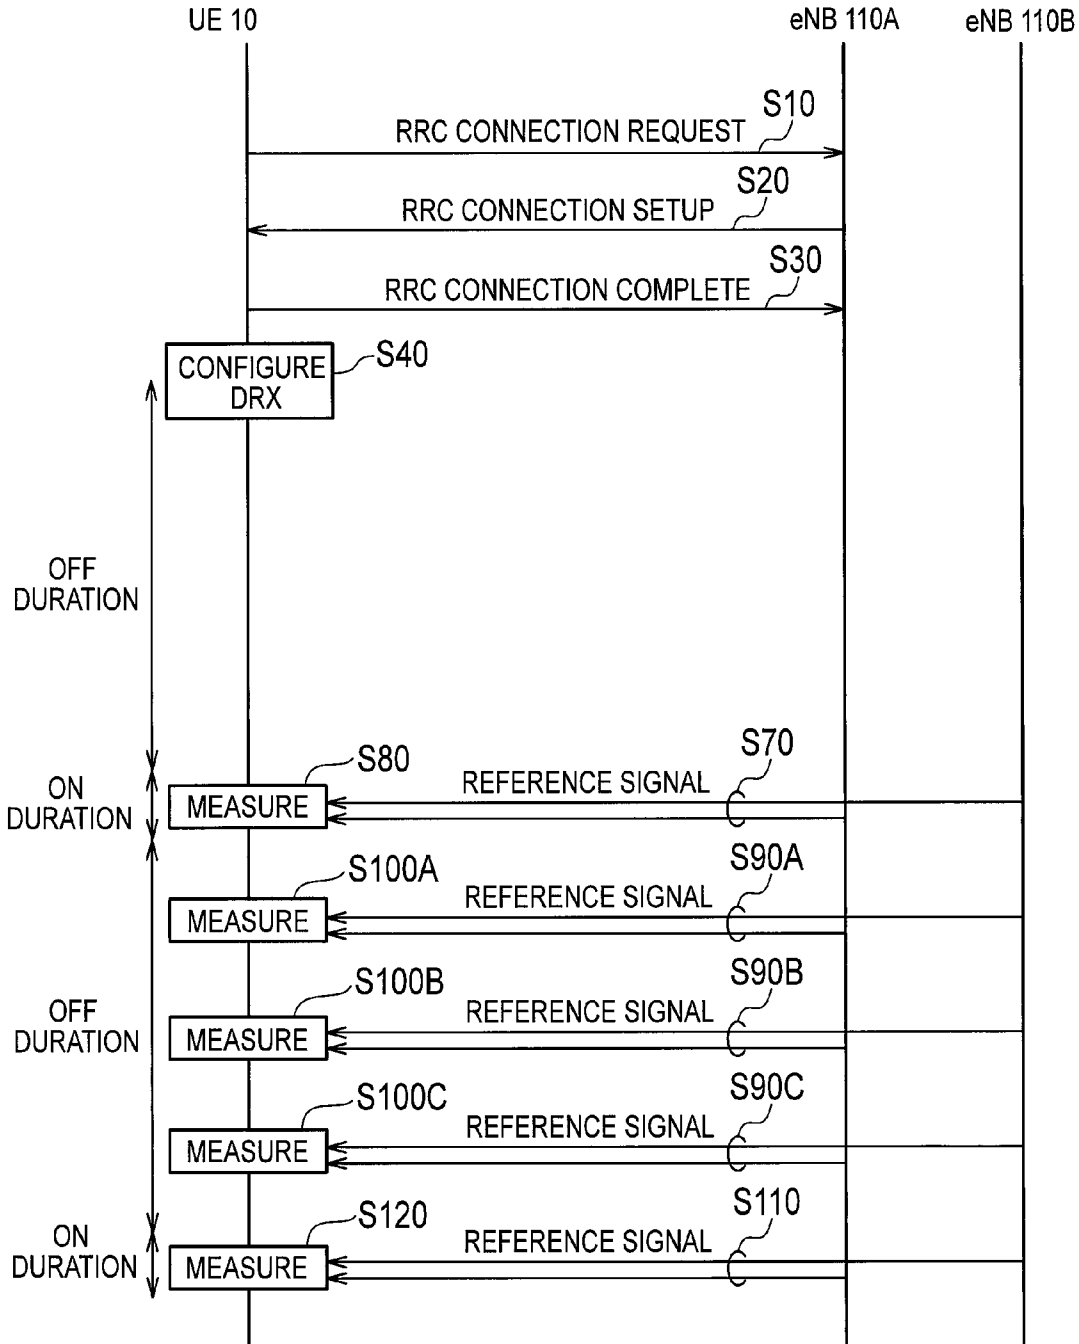 UE 10
eNB 110A
eNB 110B
S10
RRC CONNECTION REQUEST
S20
RRC CONNECTION SETUP
S30
RRC CONNECTION COMPLETE
S40
CONFIGURE
DRX
OFF
DURATION
S70
S80
REFERENCE SIGNAL
ON
DURATION
MEASURE
S90A
S100A
REFERENCE SIGNAL
MEASURE
S90B
S100B
REFERENCE SIGNAL
OFF
DURATION
MEASURE
S90C
S100C
REFERENCE SIGNAL
MEASURE
S110
S120
REFERENCE SIGNAL
ON
DURATION
MEASURE